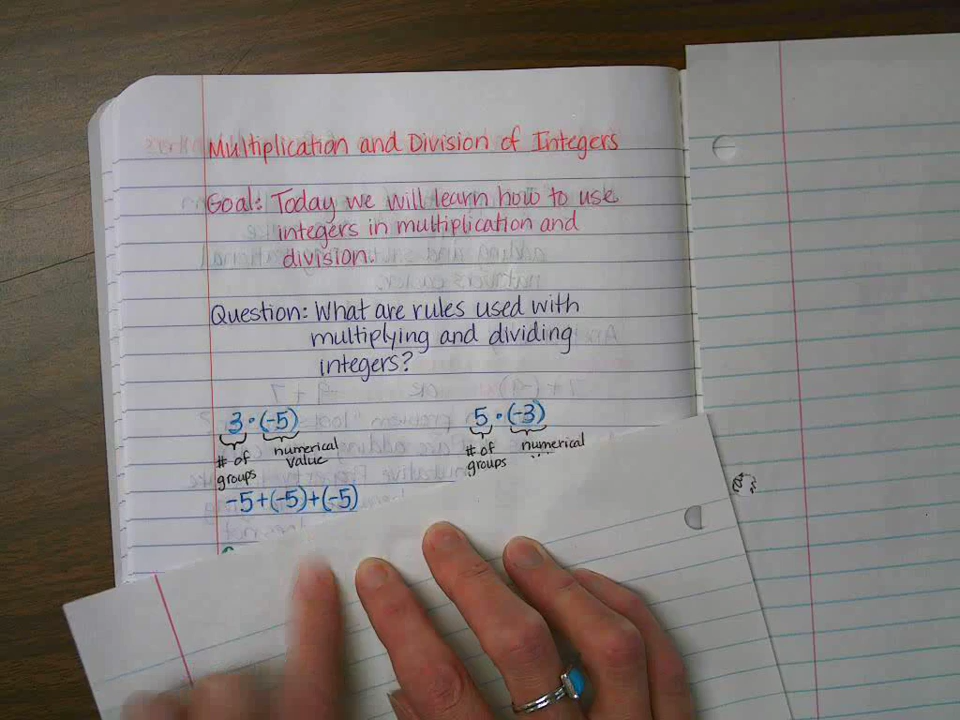 Multiplication and Division of Integers
Goal: Today we will learn how to use
integers in multiplication and
division.
Question: What are rules used with
multiplying and dividing
integers?
3 • (-5)
# of
groups
numerical
value
-5+(-5)+(-5)
5 • (-3)
# of
groups
numerical